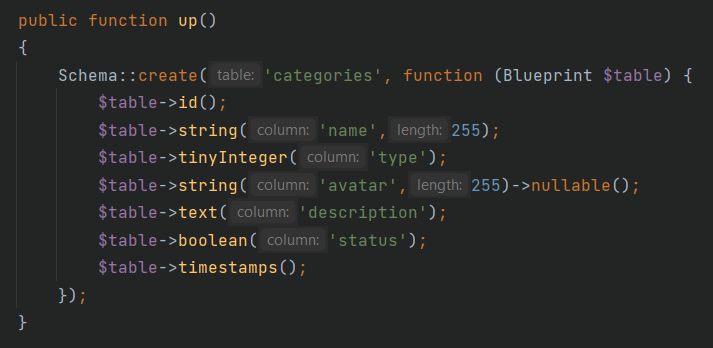 public function up()
{
Schema::create( table: 'categories', function (Blueprint $table) {
$table->id();
$table->string( column: 'name', length: 255);
$table->tinyInteger( column: 'type');
$table->string( column: 'avatar', length: 255)->nullable();
$table->text( column: 'description');
$table->boolean( column: 'status');
$table->timestamps();
});
}